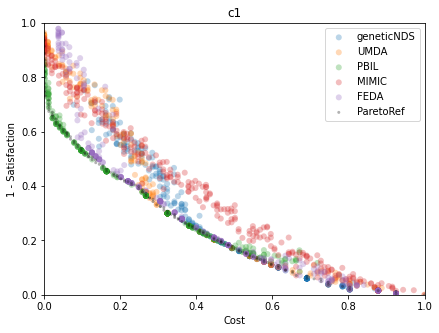 c1
1.0
0.8
0.6
0.4
0.2
0.0
1 - Satisfaction
geneticNDS
UMDA
PBIL
MIMIC
FEDA
ParetoRef
0.0 0.2 0.4 0.6 0.8 1.0
Cost